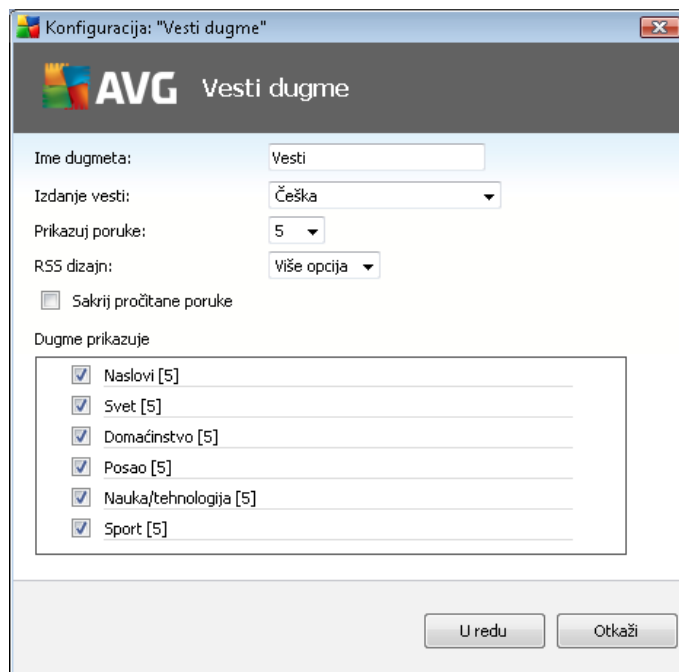 Konfiguracija: "Vesti dugme"
AVG Vesti dugme
Ime dugmeta: Vesti
Izdanje vesti: Češka
Prikazuj poruke: 5
RSS dizajn: Više opcija
Sakrij pročitane poruke
Dugme prikazuje
Naslovi [5]
Svet [5]
Domaćinstvo [5]
Posao [5]
Nauka/tehnologija [5]
Sport [5]
U redu Otkaži